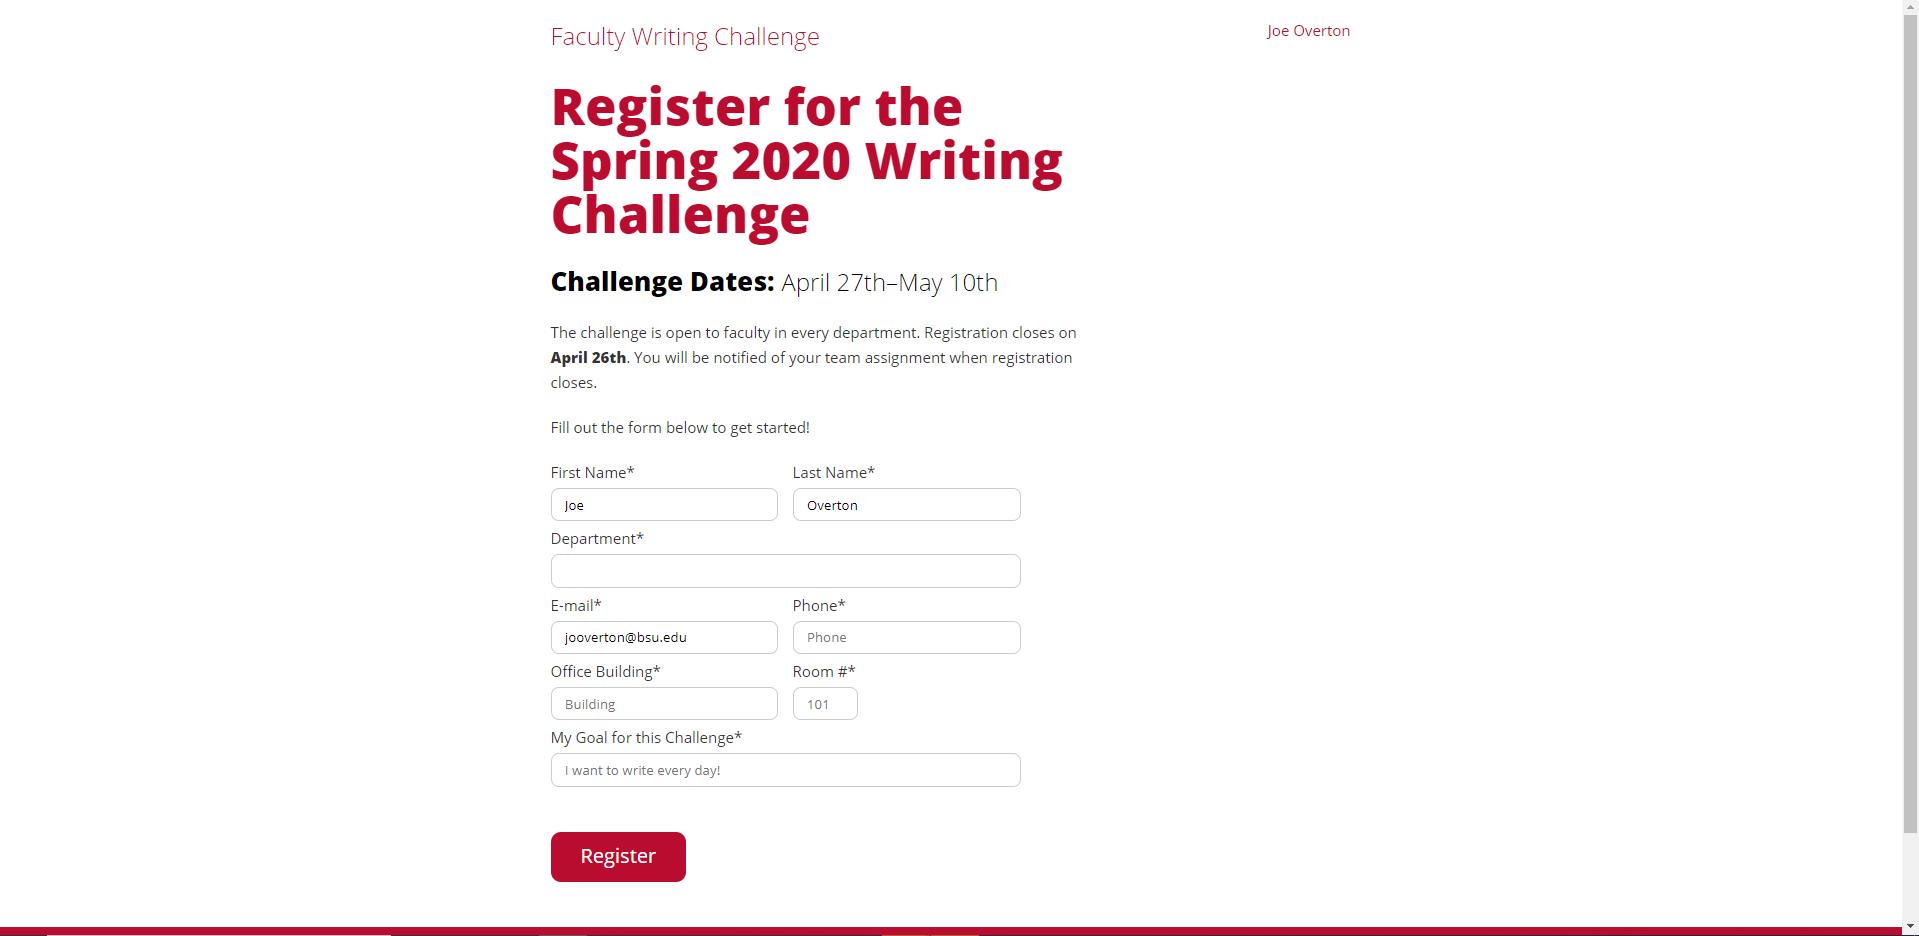 Faculty Writing Challenge
Joe Overton
Register for the
Spring 2020 Writing
Challenge
Challenge Dates: April 27th–May 10th
The challenge is open to faculty in every department. Registration closes on
April 26th. You will be notified of your team assignment when registration
closes.
Fill out the form below to get started!
First Name* Last Name*
Joe Overton
Department*
E-mail* Phone*
jooverton@bsu.edu Phone
Office Building* Room #*
Building 101
My Goal for this Challenge*
I want to write every day!
Register